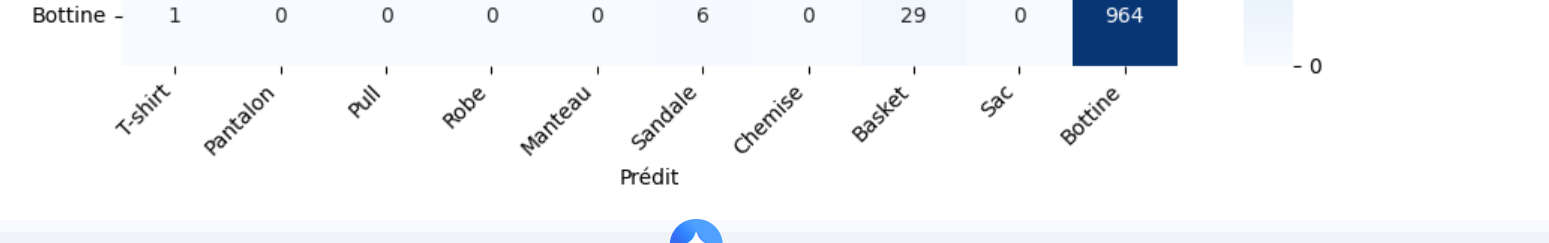 Bottine 1 0 0 0 0 6 0 29 0 964
0
T-shirt Pantalon Pull Robe Manteau Sandale Chemise Basket Sac Bottine
Prédit